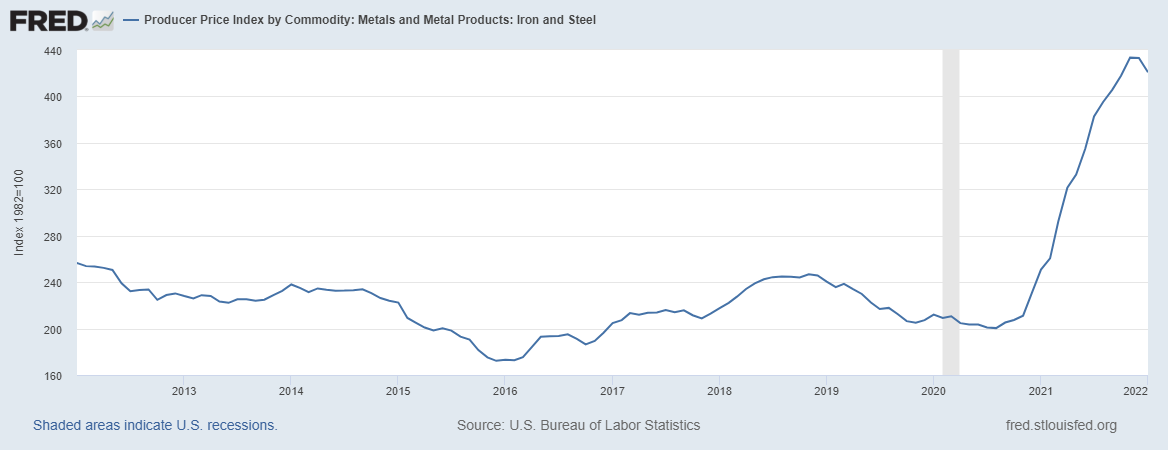 FRED
Producer Price Index by Commodity: Metals and Metal Products: Iron and Steel
Index 1982=100
440
400
360
320
280
240
200
160
2013 2014 2015 2016 2017 2018 2019 2020 2021 2022
Shaded areas indicate U.S. recessions. Source: U.S. Bureau of Labor Statistics fred.stlouisfed.org